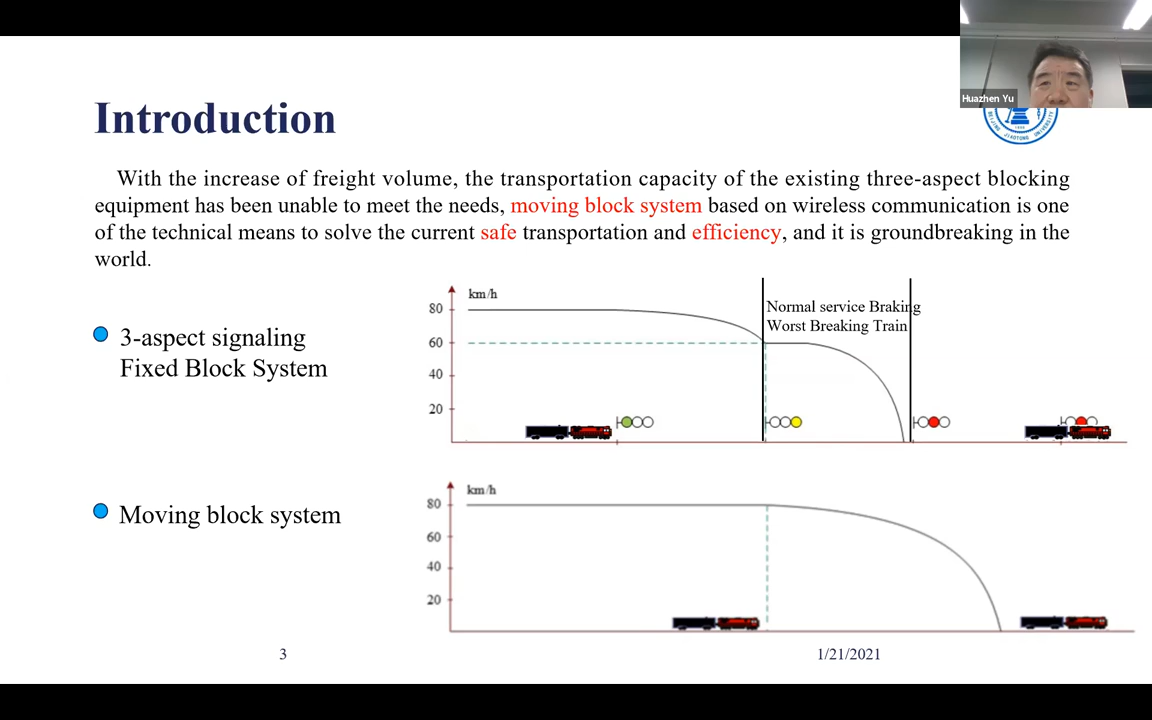 Huazhen Yu
BEIJING JIAOTONG UNIVERSITY
Introduction
With the increase of freight volume, the transportation capacity of the existing three-aspect blocking
equipment has been unable to meet the needs, moving block system based on wireless communication is one
of the technical means to solve the current safe transportation and efficiency, and it is groundbreaking in the
world.
3-aspect signaling
Fixed Block System
km/h
80
60
40
20
Normal service Braking
Worst Breaking Train
Moving block system
km/h
80
60
40
20
3
1/21/2021